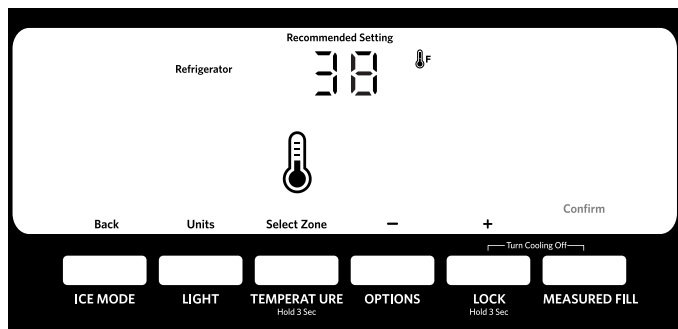 Recommended Setting
Refrigerator 38 F
Back Units Select Zone − + Confirm
Turn Cooling Off
ICE MODE LIGHT TEMPERAT URE OPTIONS LOCK MEASURED FILL
Hold 3 Sec Hold 3 Sec